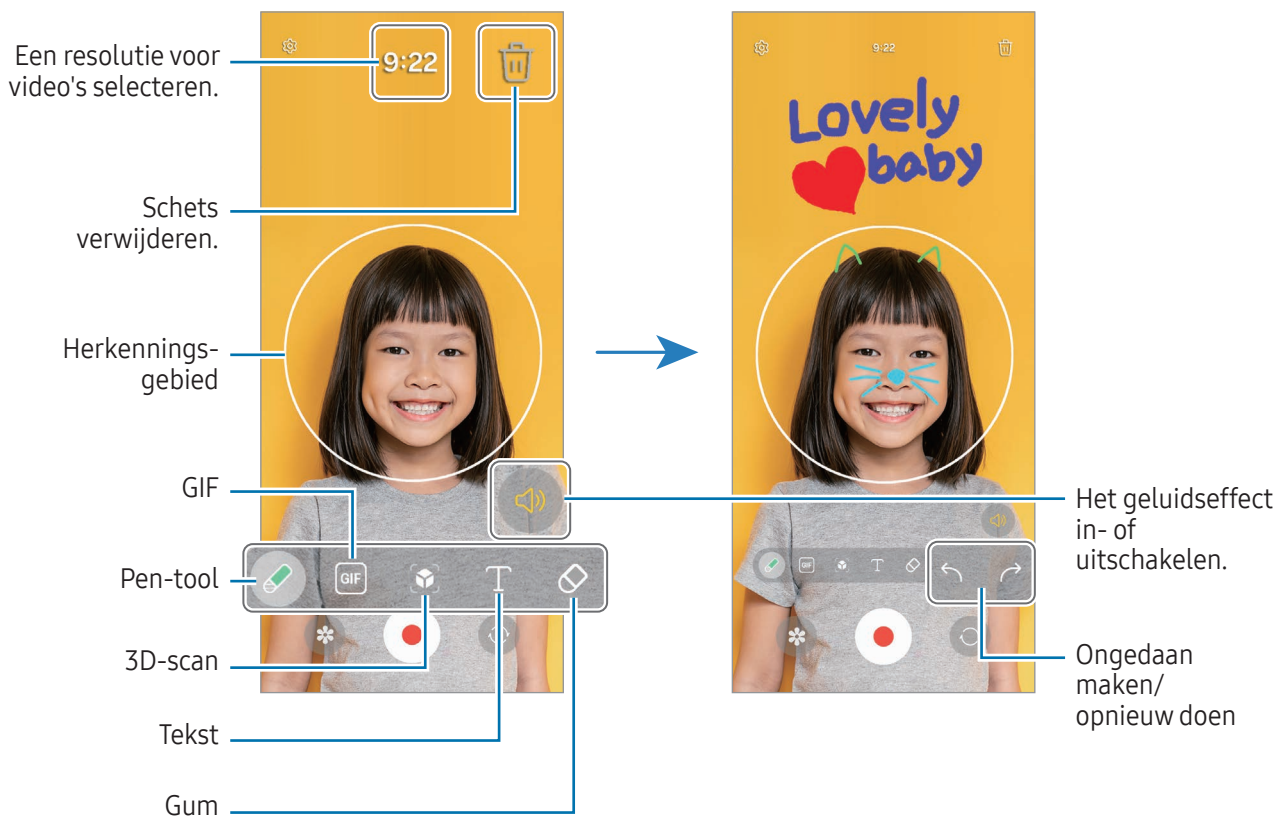 Een resolutie voor
video's selecteren.
9:22
Schets
verwijderen.
Herkennings-
gebied
GIF
GIF
T
Pen-tool
3D-scan
Tekst
Gum
9:22
Lovely
baby
GIF
T
Het geluidseffect
in- of
uitschakelen.
Ongedaan
maken/
opnieuw doen